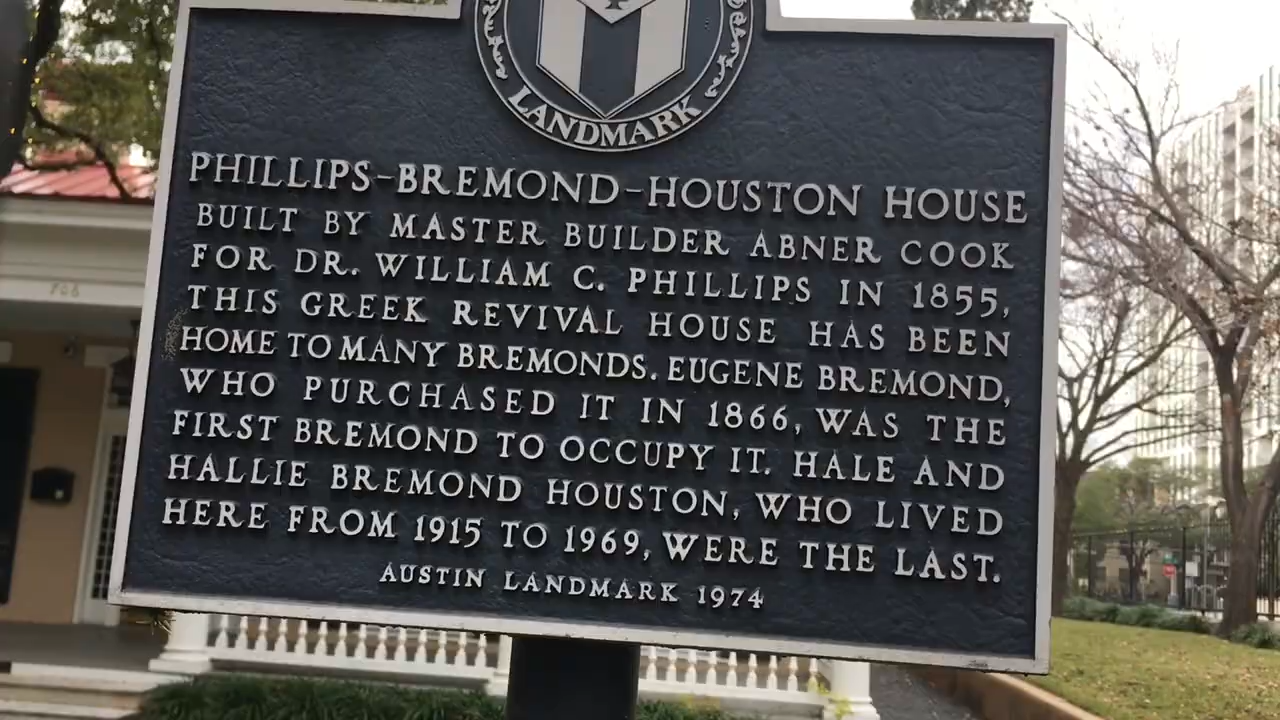 LANDMARK
PHILLIPS-BREMOND-HOUSTON HOUSE
BUILT BY MASTER BUILDER ABNER COOK
FOR DR. WILLIAM C. PHILLIPS IN 1855,
THIS GREEK REVIVAL HOUSE HAS BEEN
HOME TO MANY BREMONDS. EUGENE BREMOND,
WHO PURCHASED IT IN 1866, WAS THE
FIRST BREMOND TO OCCUPY IT. HALE AND
HALLIE BREMOND HOUSTON, WHO LIVED
HERE FROM 1915 TO 1969, WERE THE LAST.
AUSTIN LANDMARK 1974
706